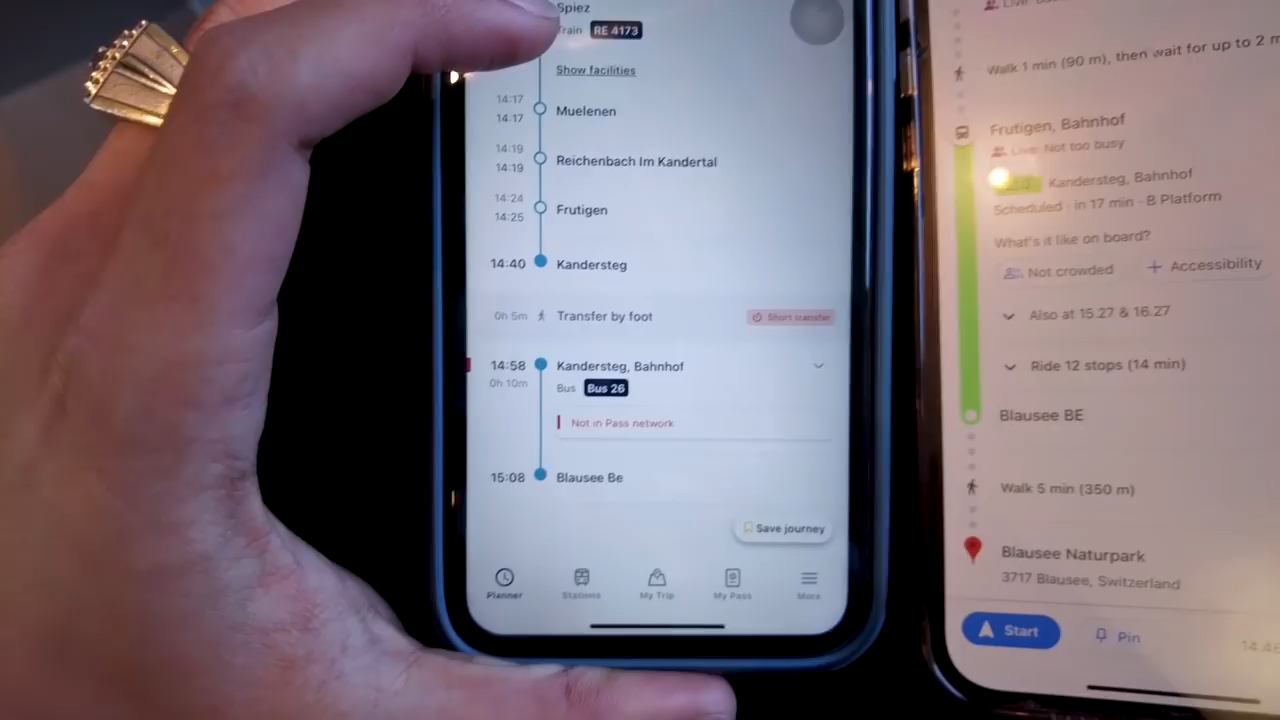 Spiez
Train RE 4173
Show facilities
14:17
14:17
Muelenen
14:19
14:19
Reichenbach Im Kandertal
14:24
14:25
Frutigen
14:40
Kandersteg
0h 5m
Transfer by foot
Short transfer
14:58
Kandersteg, Bahnhof
0h 10m
Bus Bus 26
Not in Pass network
15:08
Blausee Be
Save journey
Planner
Stations
My Trip
My Pass
More
Live:
Walk 1 min (90 m), then wait for up to 2
Frutigen, Bahnhof
Live: Not too busy
Kandersteg, Bahnhof
Scheduled · in 17 min · B Platform
What's it like on board?
Not crowded
+ Accessibility
Also at 15.27 & 16.27
Ride 12 stops (14 min)
Blausee BE
Walk 5 min (350 m)
Blausee Naturpark
3717 Blausee, Switzerland
Start
Pin